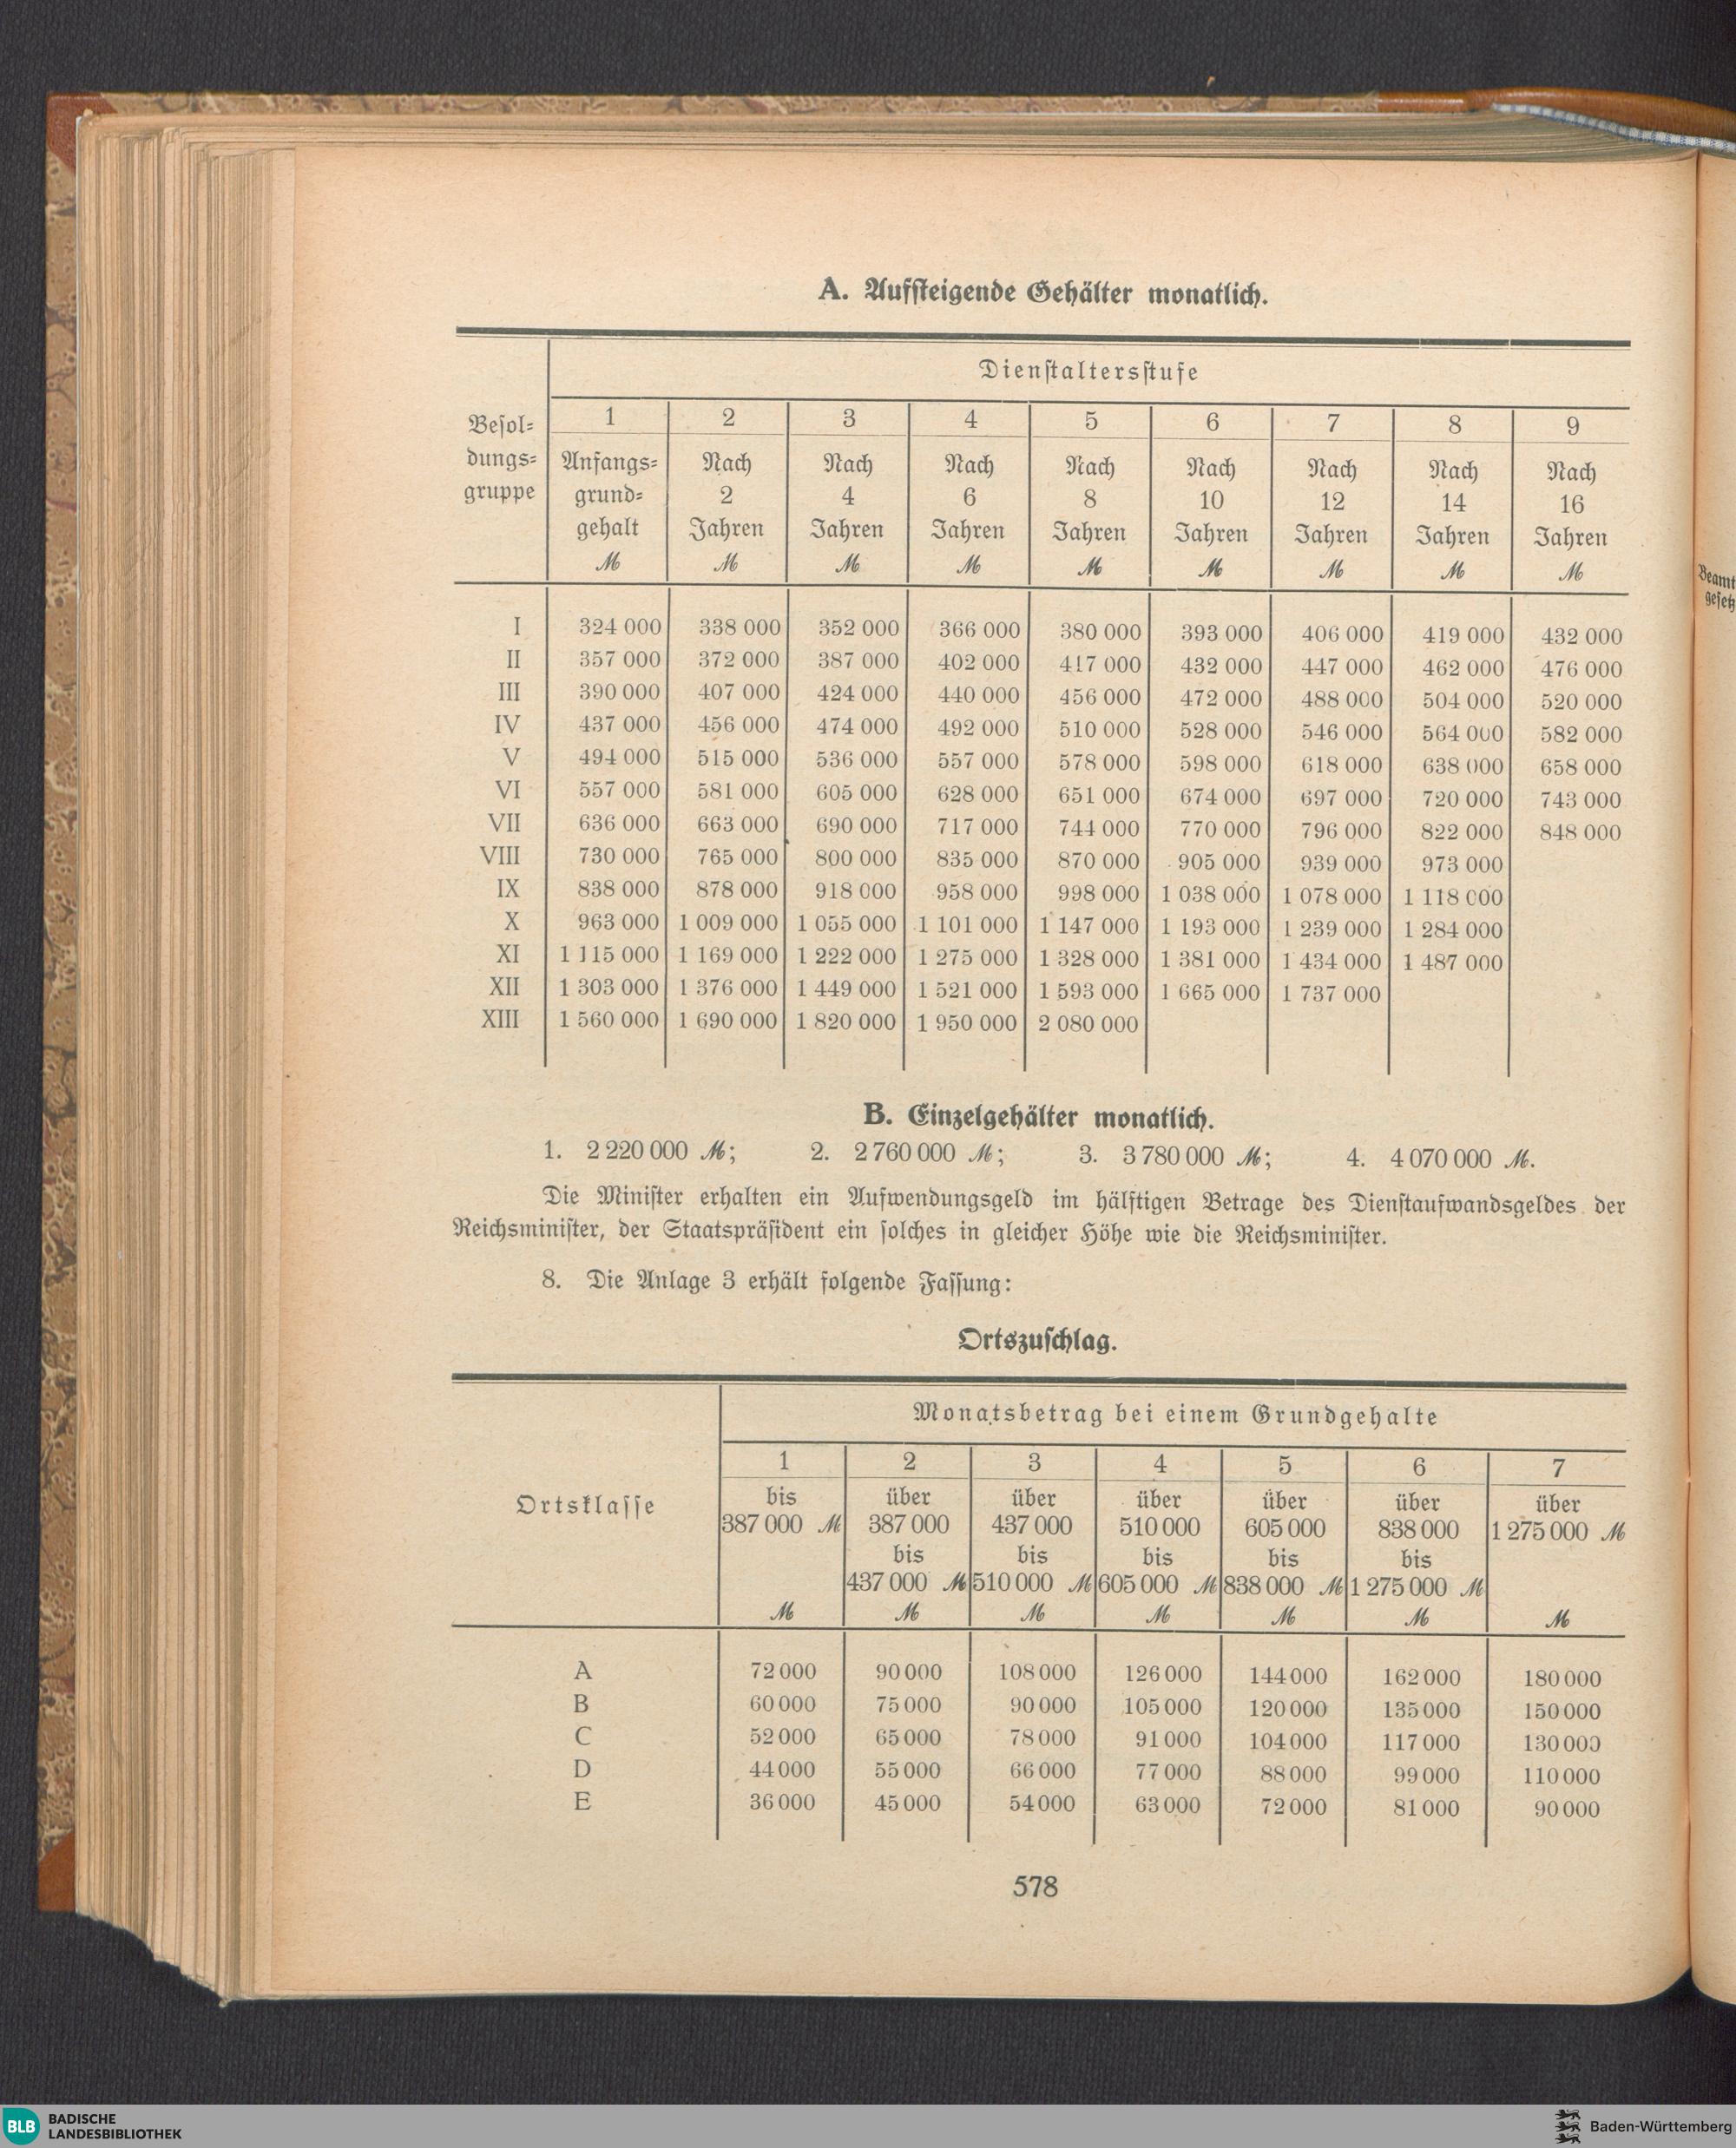 A. Aufsteigende Gehälter monatlich.
Dienstaltersstufe
Besol-
dungs-
gruppe
1 2 3 4 5 6 7 8 9
Anfangs- Nach Nach Nach Nach Nach Nach Nach Nach
grund- 2 4 6 8 10 12 14 16
gehalt Jahren Jahren Jahren Jahren Jahren Jahren Jahren Jahren
ℳ ℳ ℳ ℳ ℳ ℳ ℳ ℳ ℳ
I 324 000 338 000 352 000 366 000 380 000 393 000 406 000 419 000 432 000
II 357 000 372 000 387 000 402 000 417 000 432 000 447 000 462 000 476 000
III 390 000 407 000 424 000 440 000 456 000 472 000 488 000 504 000 520 000
IV 437 000 456 000 474 000 492 000 510 000 528 000 546 000 564 000 582 000
V 494 000 515 000 536 000 557 000 578 000 598 000 618 000 638 000 658 000
VI 557 000 581 000 605 000 628 000 651 000 674 000 697 000 720 000 743 000
VII 636 000 663 000 690 000 717 000 744 000 770 000 796 000 822 000 848 000
VIII 730 000 765 000 800 000 835 000 870 000 905 000 939 000 973 000
IX 838 000 878 000 918 000 958 000 998 000 1 038 000 1 078 000 1 118 000
X 963 000 1 009 000 1 055 000 1 101 000 1 147 000 1 193 000 1 239 000 1 284 000
XI 1 115 000 1 169 000 1 222 000 1 275 000 1 328 000 1 381 000 1 434 000 1 487 000
XII 1 303 000 1 376 000 1 449 000 1 521 000 1 593 000 1 665 000 1 737 000
XIII 1 560 000 1 690 000 1 820 000 1 950 000 2 080 000
B. Einzelgehälter monatlich.
1. 2 220 000 ℳ; 2. 2 760 000 ℳ; 3. 3 780 000 ℳ; 4. 4 070 000 ℳ.
Die Minister erhalten ein Aufwendungsgeld im hälftigen Betrage des Dienstaufwandsgeldes der
Reichsminister, der Staatspräsident ein solches in gleicher Höhe wie die Reichsminister.
8. Die Anlage 3 erhält folgende Fassung:
Ortszuschlag.
Monatsbetrag bei einem Grundgehalte
Ortsklasse
1 2 3 4 5 6 7
bis über über über über über über
387 000 ℳ 387 000 437 000 510 000 605 000 838 000 1 275 000 ℳ
bis bis bis bis bis
437 000 ℳ 510 000 ℳ 605 000 ℳ 838 000 ℳ 1 275 000 ℳ
ℳ ℳ ℳ ℳ ℳ ℳ ℳ
A 72 000 90 000 108 000 126 000 144 000 162 000 180 000
B 60 000 75 000 90 000 105 000 120 000 135 000 150 000
C 52 000 65 000 78 000 91 000 104 000 117 000 130 000
D 44 000 55 000 66 000 77 000 88 000 99 000 110 000
E 36 000 45 000 54 000 63 000 72 000 81 000 90 000
578
Beamt
gesetz
BLB BADISCHE
LANDESBIBLIOTHEK
Baden-Württemberg